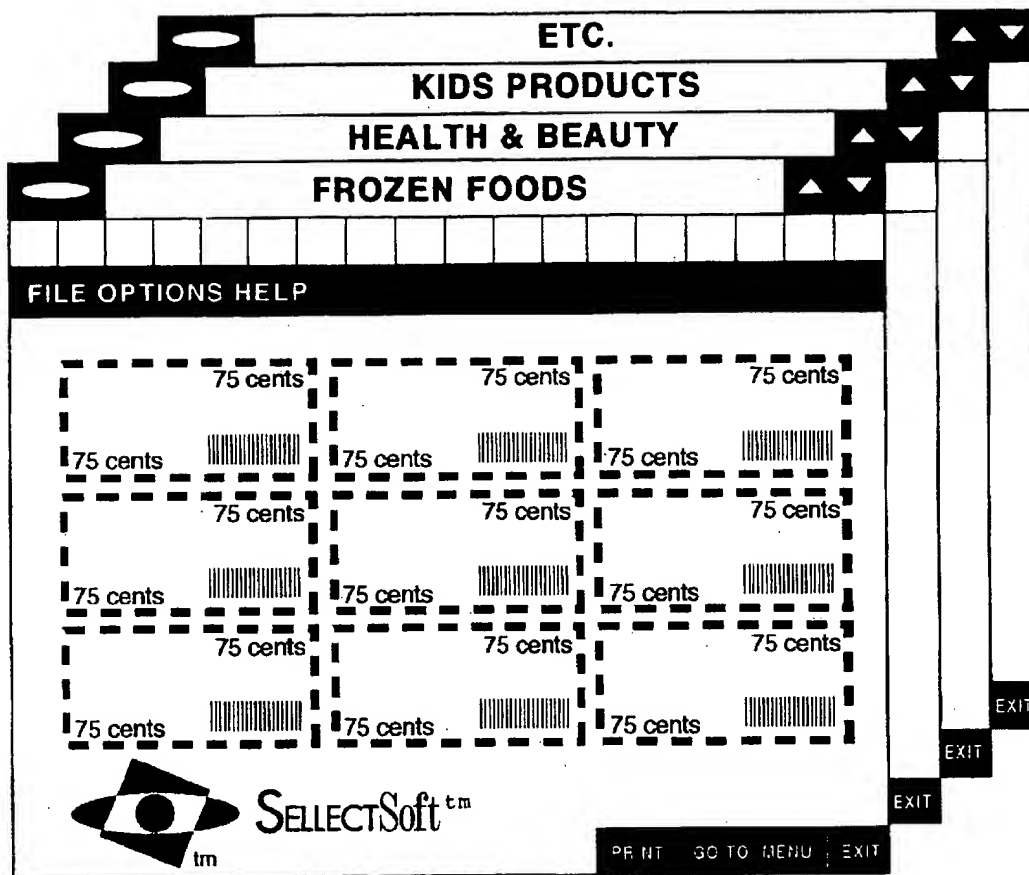 ETC.
KIDS PRODUCTS
HEALTH & BEAUTY
FROZEN FOODS
FILE OPTIONS HELP
75 cents 75 cents 75 cents
75 cents 75 cents 75 cents
75 cents 75 cents 75 cents
75 cents 75 cents 75 cents
75 cents 75 cents 75 cents
75 cents 75 cents 75 cents
EXIT
EXIT
EXIT
SELLECTSoft tm
tm
PRINT GO TO MENU EXIT